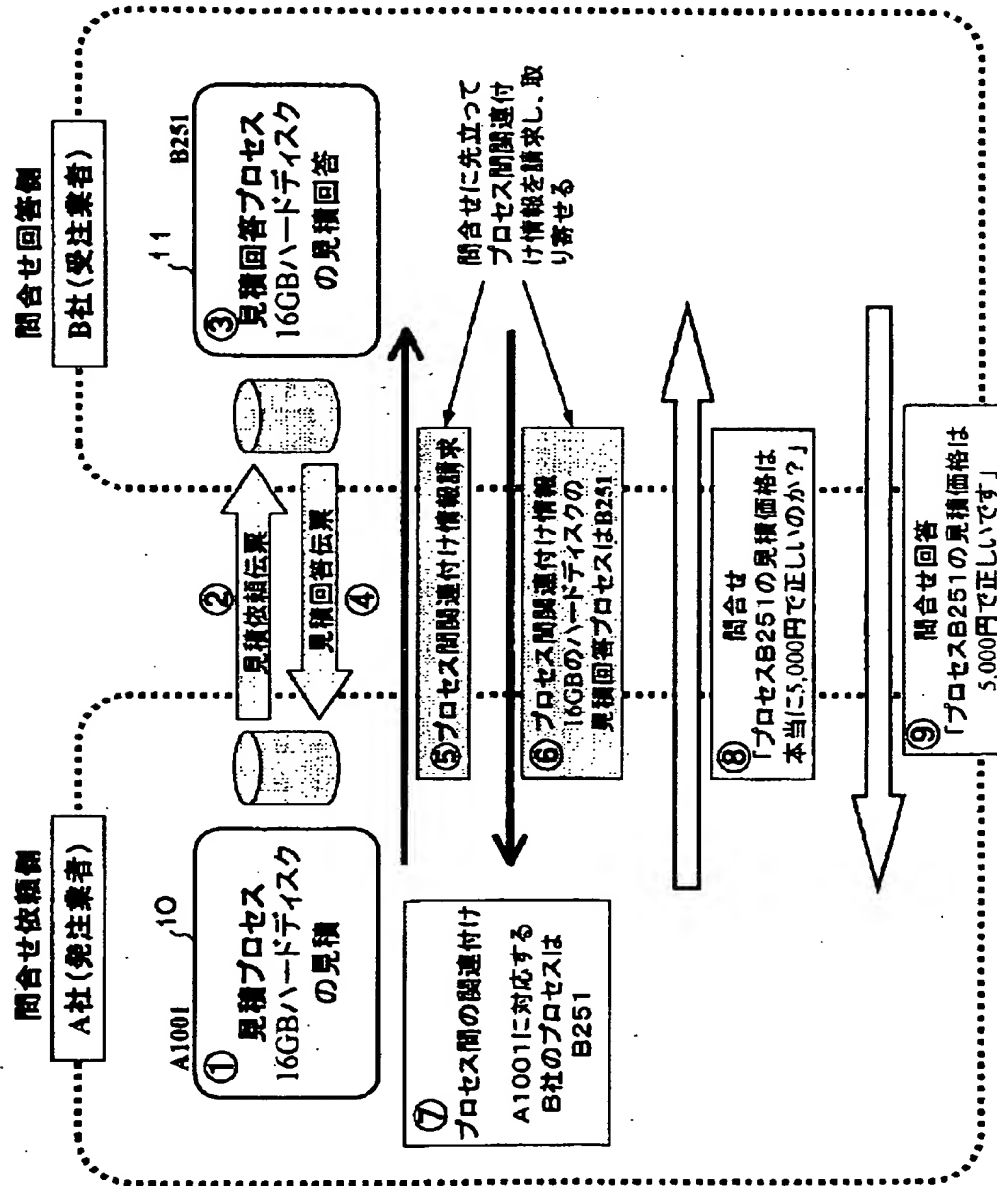 問合せ依頼側
A社(発注業者)
問合せ回答側
B社(受注業者)
A1001
10
① 見積プロセス
16GBハードディスク
の見積
②
見積依頼伝票
見積回答伝票
④
11
B251
③ 見積回答プロセス
16GBハードディスク
の見積回答
⑤プロセス間関連付け情報請求
⑥プロセス間関連付け情報
16GBのハードディスクの
見積回答プロセスはB251
問合せに先立って
プロセス間関連付
け情報を請求し、取
り寄せる
⑦
プロセス間の関連付け
A1001に対応する
B社のプロセスは
B251
⑧ 問合せ
「プロセスB251の見積価格は
本当に5,000円で正しいのか?」
⑨ 問合せ回答
「プロセスB251の見積価格は
5,000円で正しいです」